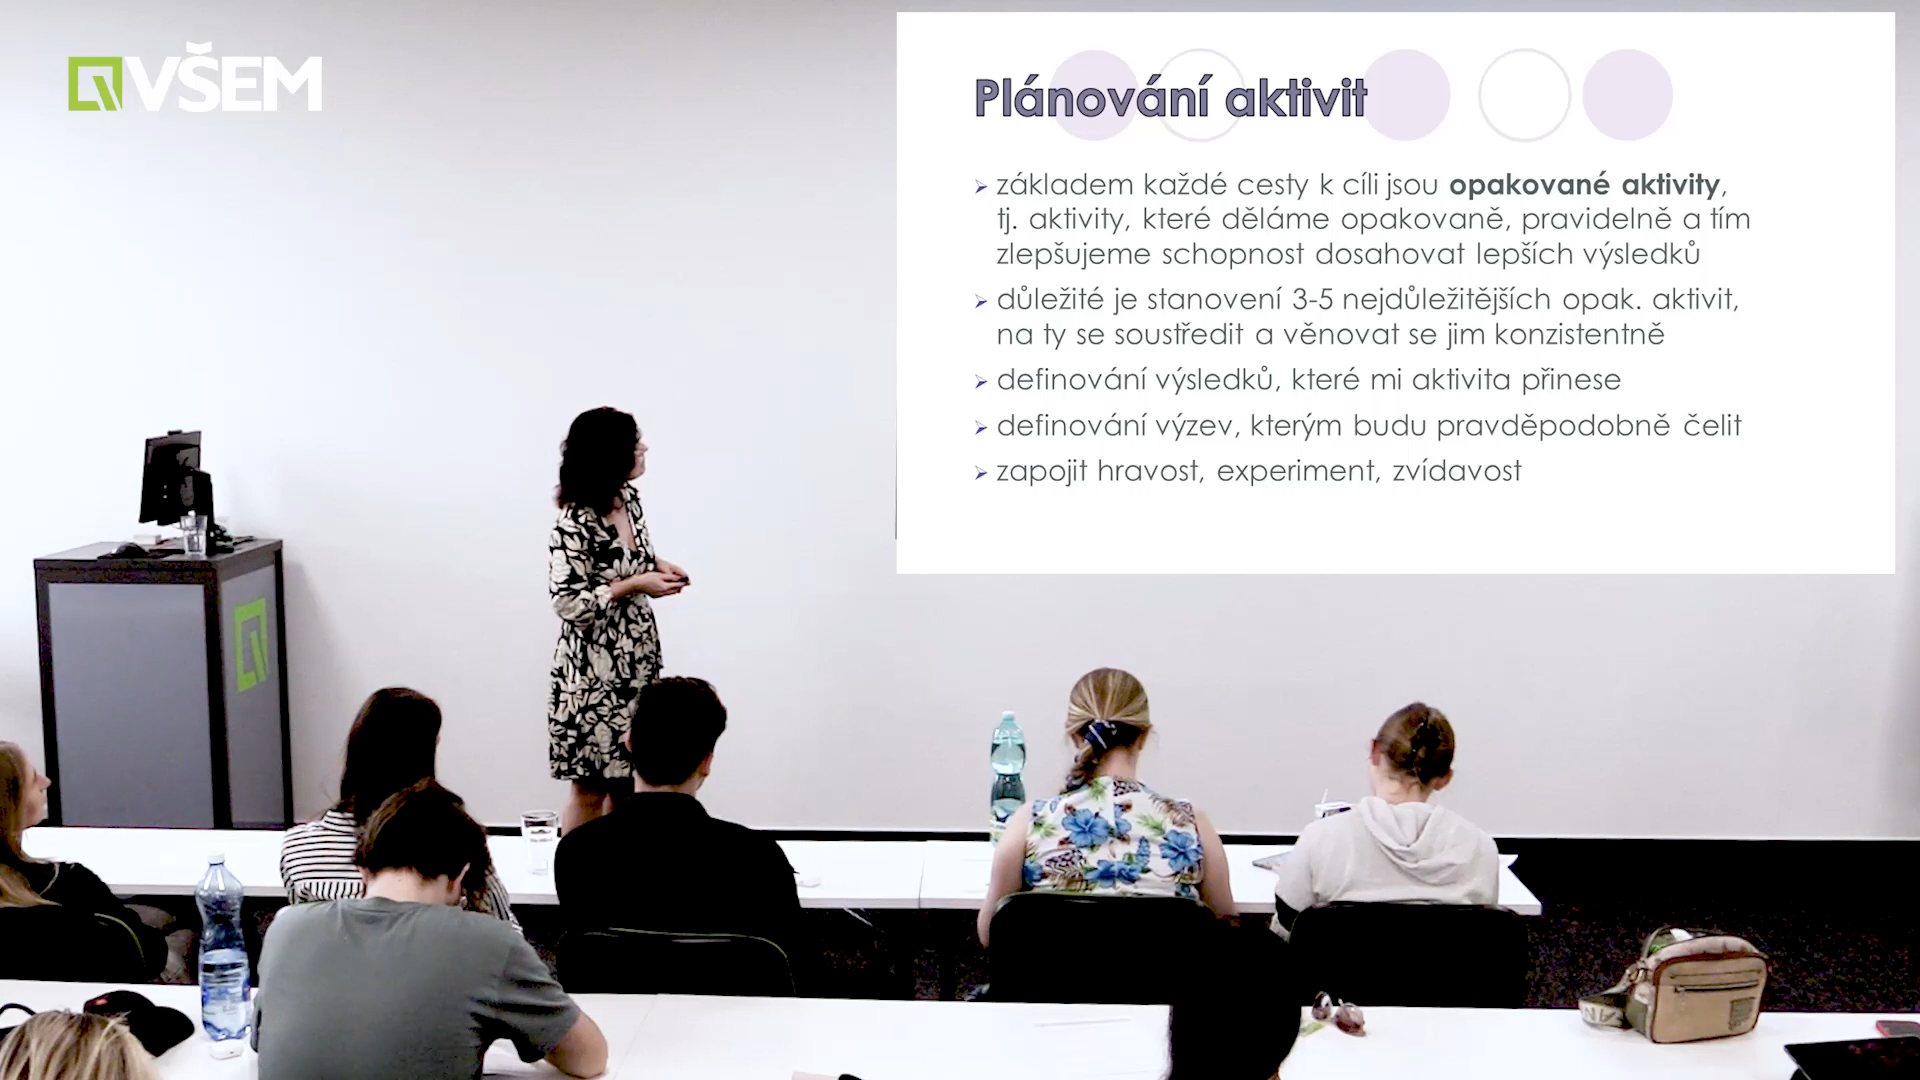 VŠEM
Plánování aktivit
základem každé cesty k cíli jsou opakované aktivity,
tj. aktivity, které děláme opakovaně, pravidelně a tím
zlepšujeme schopnost dosahovat lepších výsledků
důležité je stanovení 3-5 nejdůležitějších opak. aktivit,
na ty se soustředit a věnovat se jim konzistentně
definování výsledků, které mi aktivita přinese
definování výzev, kterým budu pravděpodobně čelit
zapojit hravost, experiment, zvídavost